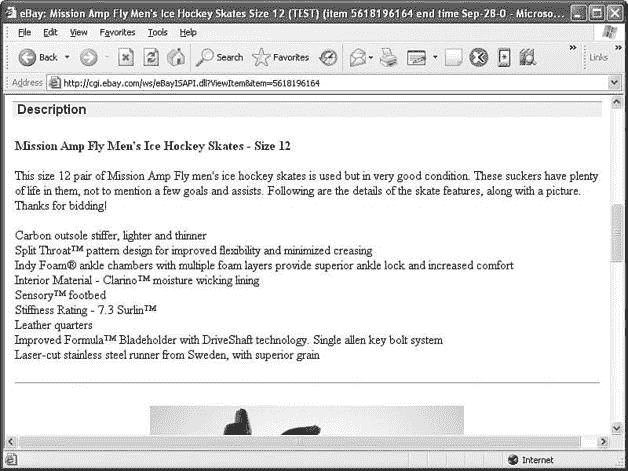 eBay: Mission Amp Fly Men's Ice Hockey Skates Size 12 (TEST) (item 5618196164 end time Sep-28-0 - Microso...
File Edit View Favorites Tools Help
Back Search Favorites Links
Address http://cgi.ebay.com/ws/eBayISAPI.dll?ViewItem&item=5618196164
Description
Mission Amp Fly Men's Ice Hockey Skates - Size 12
This size 12 pair of Mission Amp Fly men's ice hockey skates is used but in very good condition. These suckers have plenty
of life in them, not to mention a few goals and assists. Following are the details of the skate features, along with a picture.
Thanks for bidding!
Carbon outsole stiffer, lighter and thinner
Split Throat™ pattern design for improved flexibility and minimized creasing
Indy Foam® ankle chambers with multiple foam layers provide superior ankle lock and increased comfort
Interior Material - Clarino™ moisture wicking lining
Sensory™ footbed
Stiffness Rating - 7.3 Surlin™
Leather quarters
Improved Formula™ Bladeholder with DriveShaft technology. Single allen key bolt system
Laser-cut stainless steel runner from Sweden, with superior grain
Internet